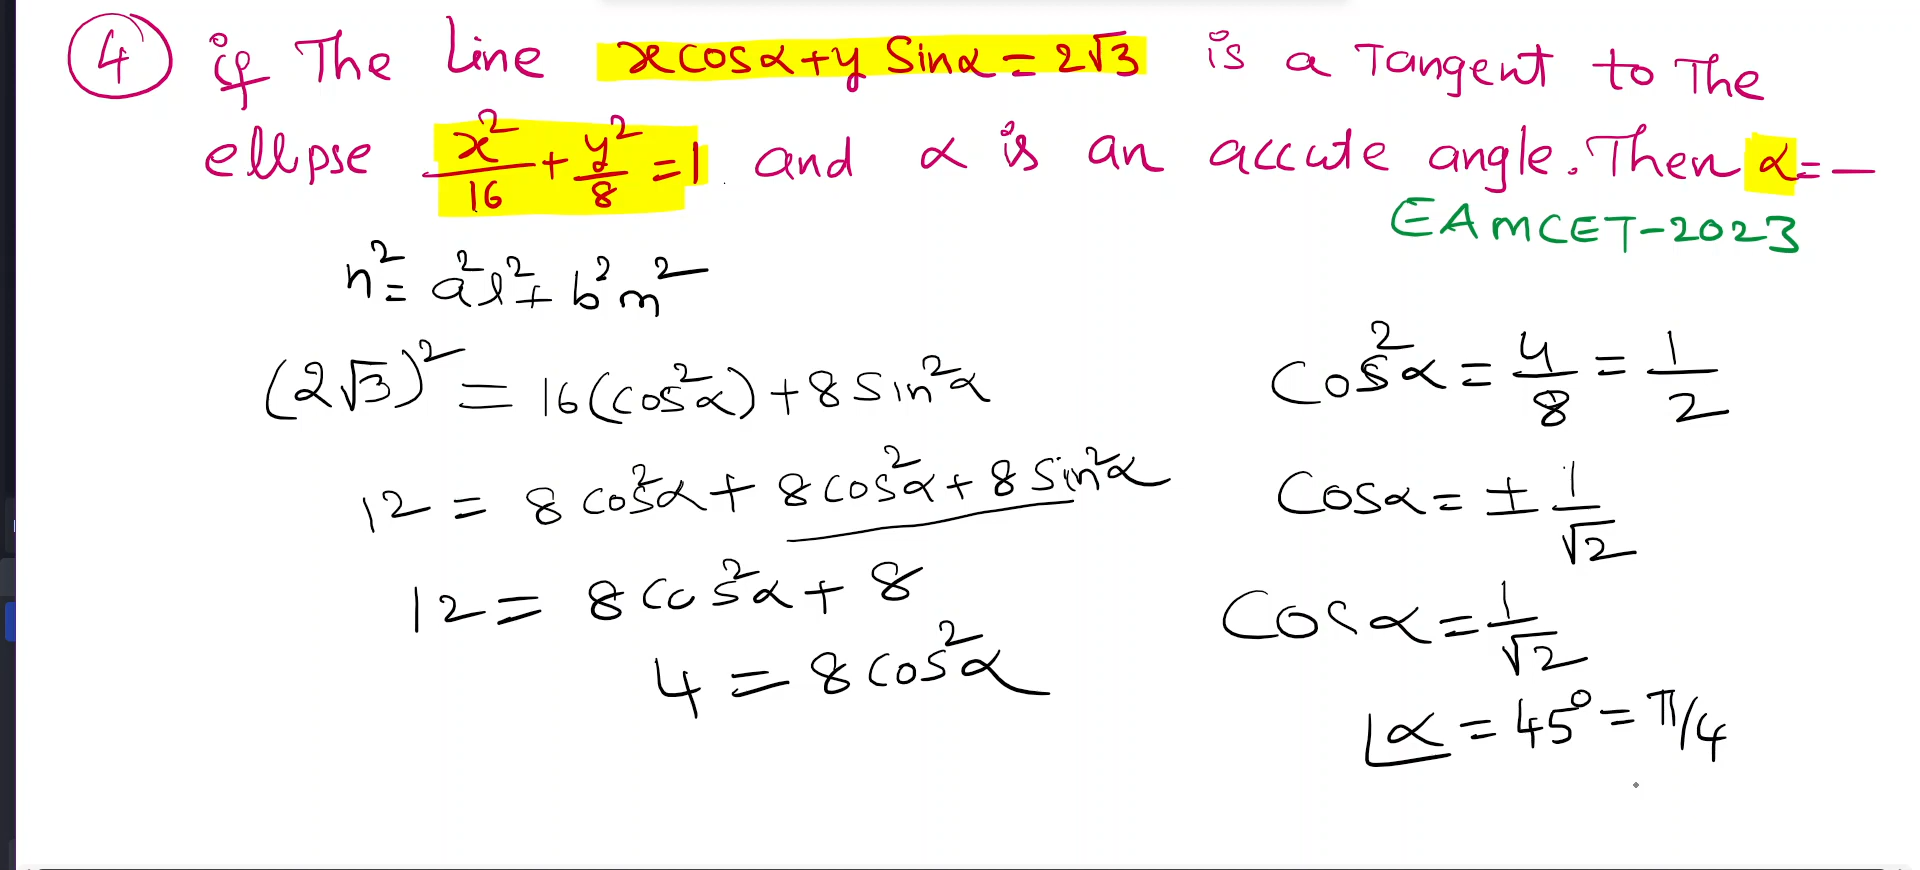 4 if The Line x cosα + y Sinα = 2√3 is a Tangent to The
ellpse x²/16 + y²/8 = 1 and α is an accute angle. Then α = —
EAMCET-2023
n² = a²l² + b²m²
(2√3)² = 16(cos²α) + 8 Sin²α
12 = 8 cos²α + 8 cos²α + 8 Sin²α
12 = 8 cos²α + 8
4 = 8 cos²α
Cos²α = 4/8 = 1/2
Cosα = ± 1/√2
Cosα = 1/√2
α = 45° = π/4